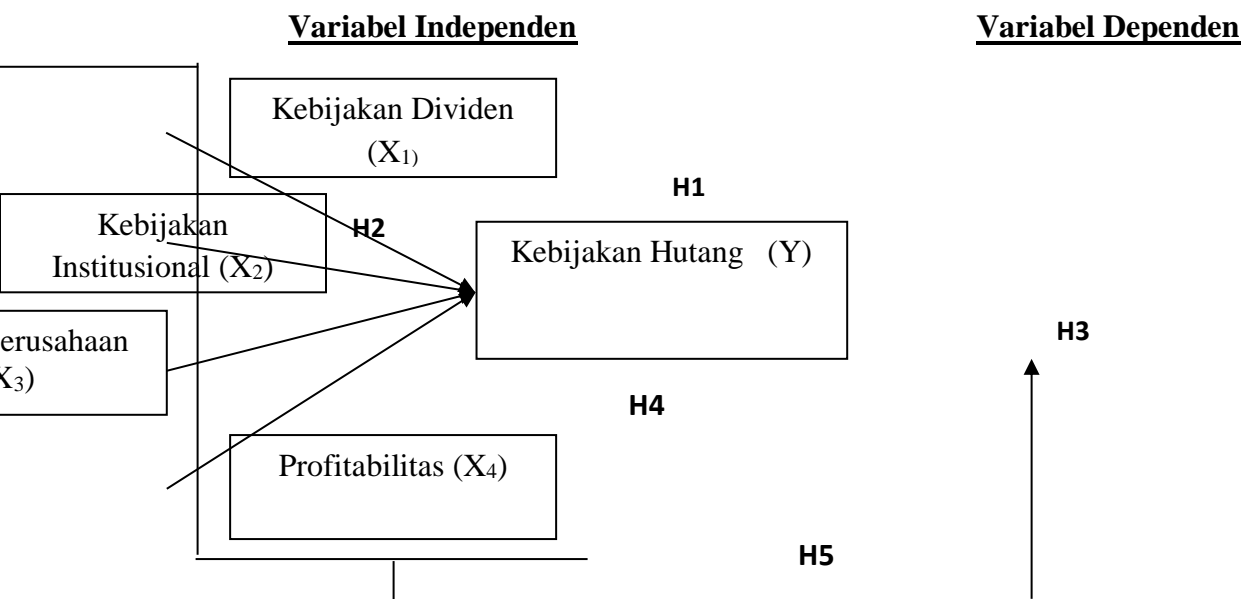 Variabel Independen
Variabel Dependen
Kebijakan Dividen
(X1)
H1
Kebijakan
Institusional (X2)
H2
Kebijakan Hutang (Y)
erusahaan
X3)
H3
H4
Profitabilitas (X4)
H5